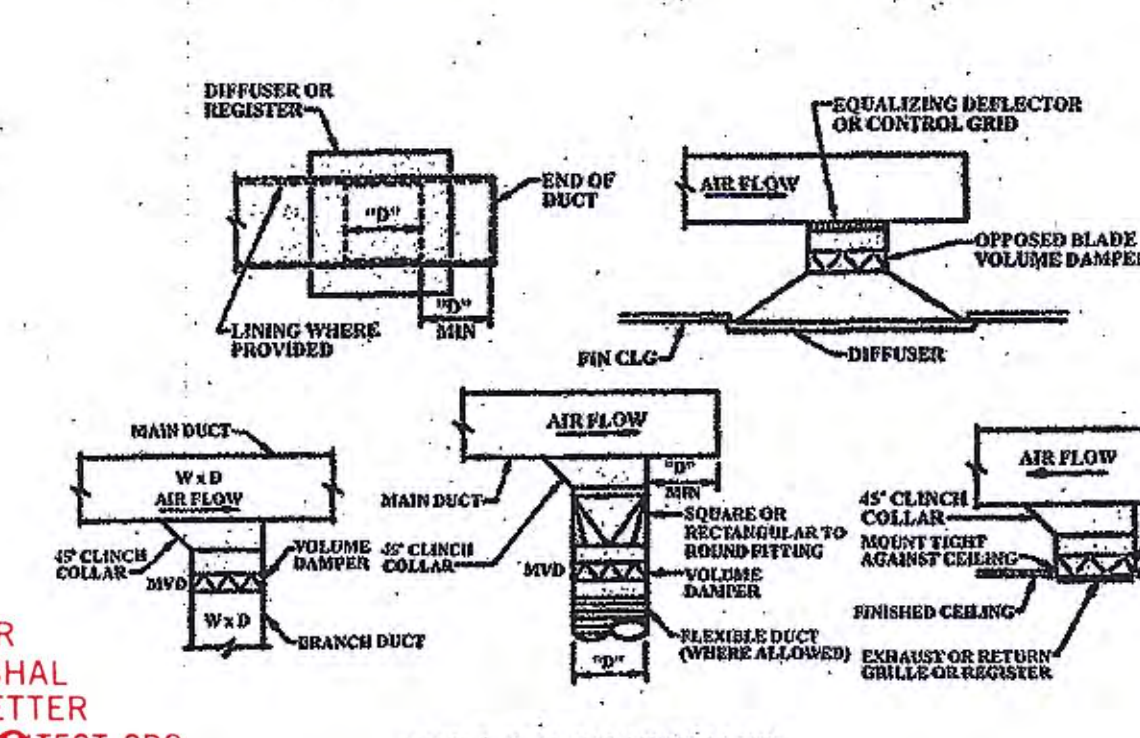 DIFFUSER OR
REGISTER
"D"
END OF
DUCT
"D"
MIN
LINING WHERE
PROVIDED
EQUALIZING DEFLECTOR
OR CONTROL GRID
AIR FLOW
OPPOSED BLADE
VOLUME DAMPER
FIN CLG
DIFFUSER
MAIN DUCT
W x D
AIR FLOW
45° CLINCH
COLLAR
MVD
VOLUME
DAMPER
W x D
BRANCH DUCT
AIR FLOW
MAIN DUCT
"D"
MIN
45° CLINCH
COLLAR
SQUARE OR
RECTANGULAR TO
ROUND FITTING
MVD
VOLUME
DAMPER
FLEXIBLE DUCT
(WHERE ALLOWED)
"D"
AIR FLOW
45° CLINCH
COLLAR
MOUNT TIGHT
AGAINST CEILING
FINISHED CEILING
EXHAUST OR RETURN
GRILLE OR REGISTER
R
SHAL
ETTER